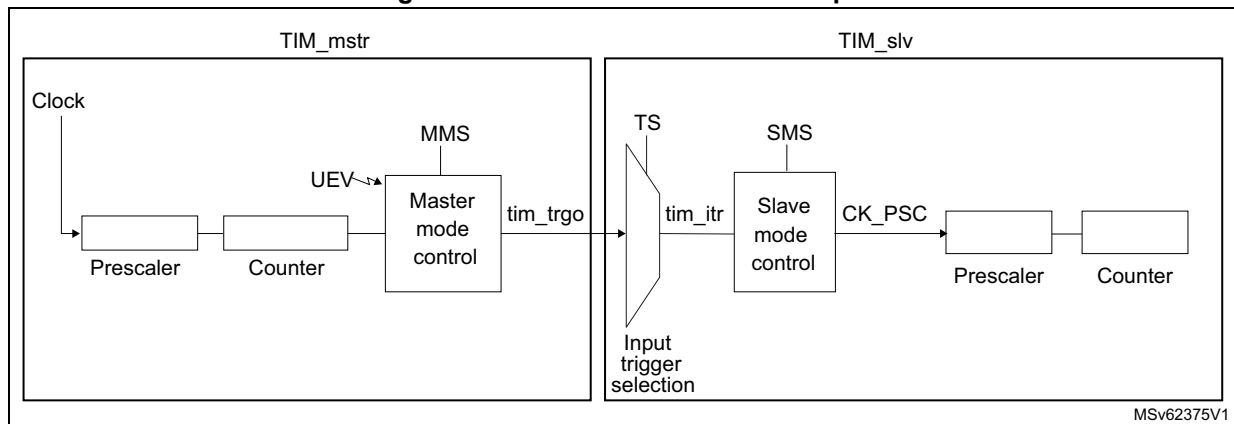 TIM_mstr
TIM_slv
Clock
MMS
TS
SMS
UEV
Master
mode
control
tim_trgo
tim_itr
Slave
mode
control
CK_PSC
Prescaler
Counter
Prescaler
Counter
Input
trigger
selection
MSv62375V1